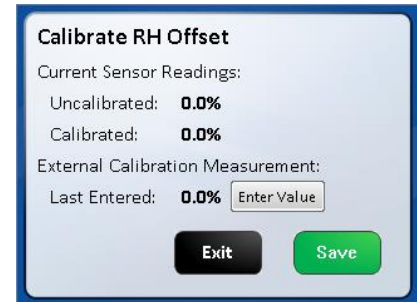 Calibrate RH Offset
Current Sensor Readings:
Uncalibrated: 0.0%
Calibrated: 0.0%
External Calibration Measurement:
Last Entered: 0.0% Enter Value
Exit Save